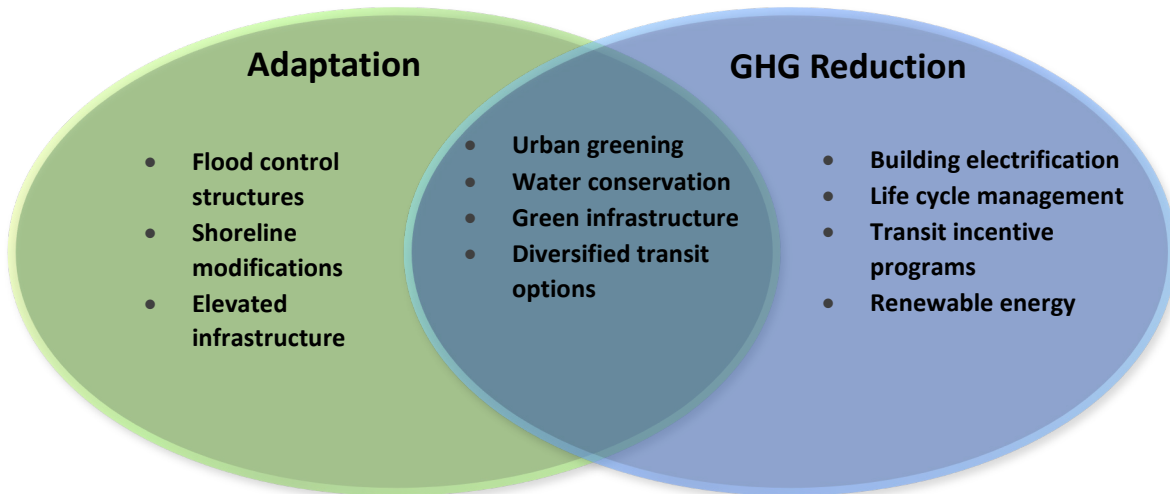 Adaptation
GHG Reduction
• Flood control
structures
• Shoreline
modifications
• Elevated
infrastructure
• Urban greening
• Water conservation
• Green infrastructure
• Diversified transit
options
• Building electrification
• Life cycle management
• Transit incentive
programs
• Renewable energy